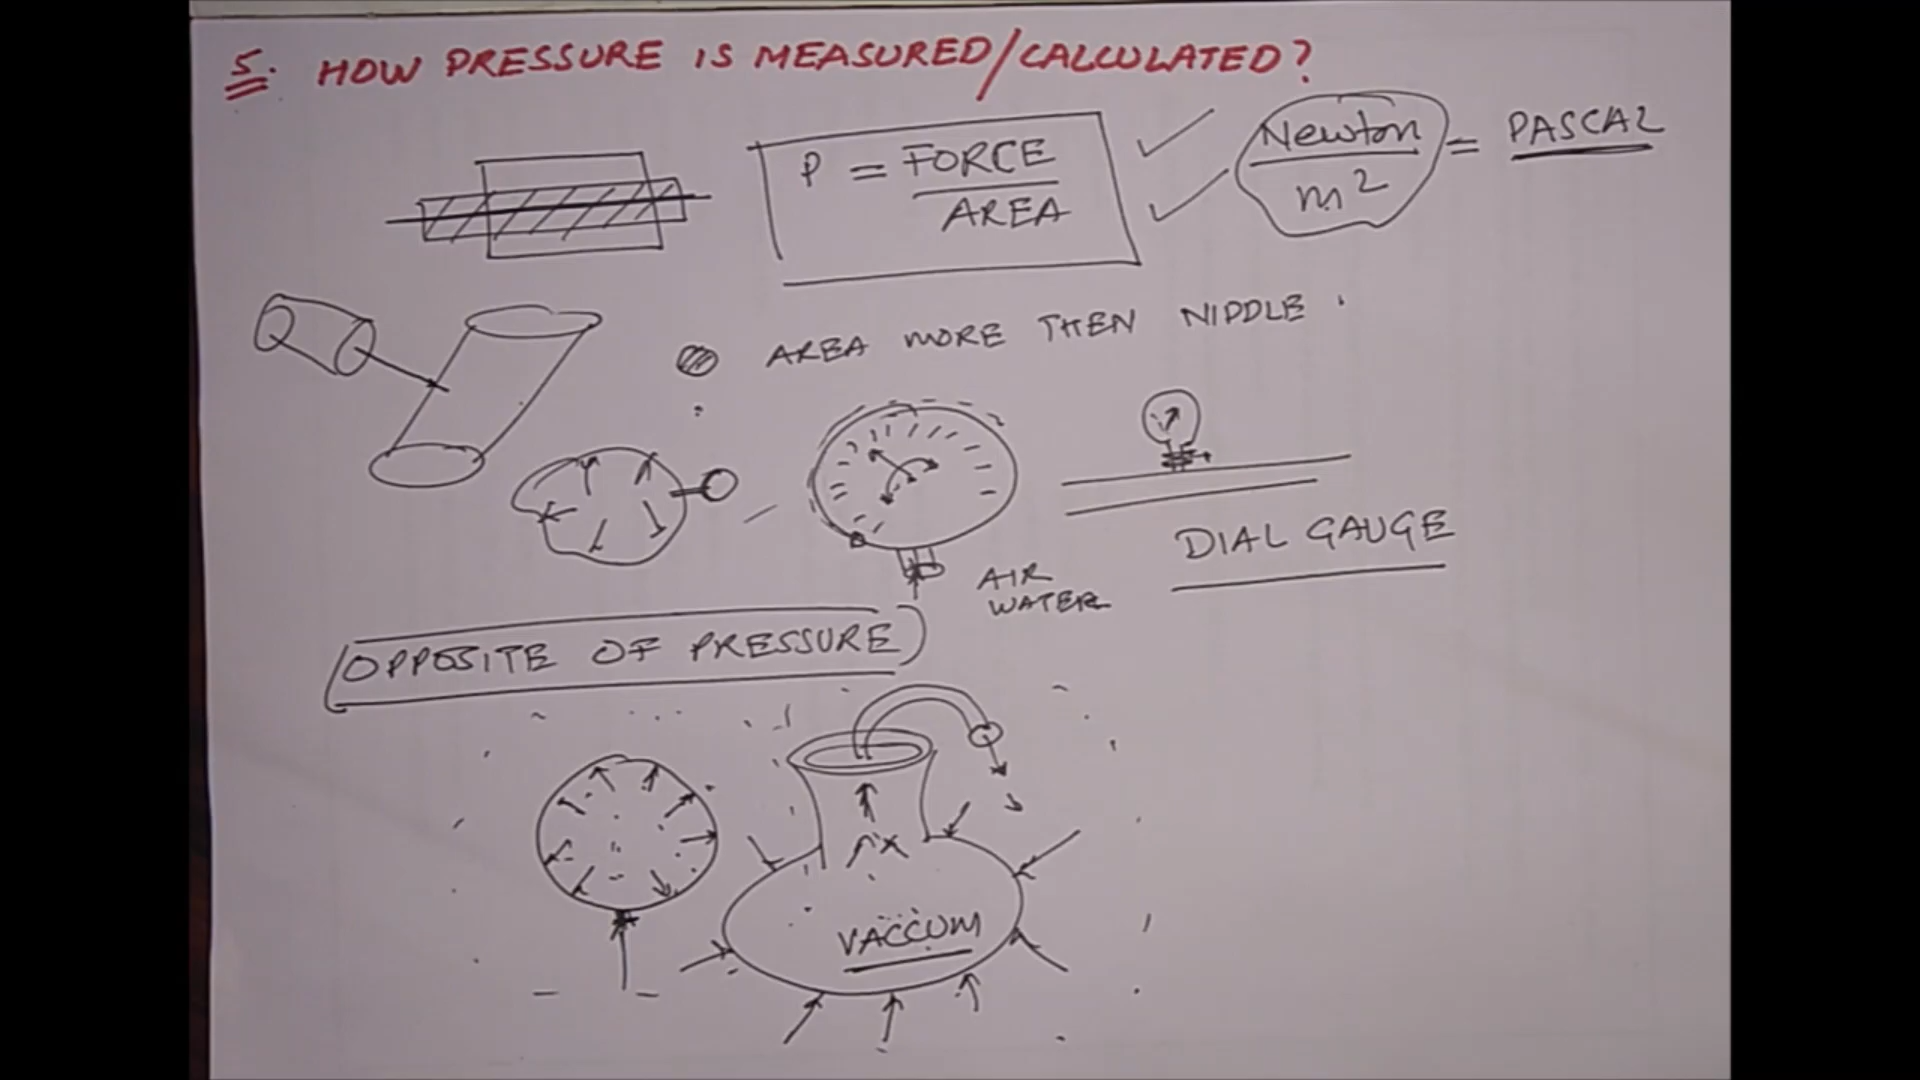 5. HOW PRESSURE IS MEASURED/CALCULATED?
P = FORCE
AREA
Newton
m²
= PASCAL
AREA MORE THEN NIDDLE .
DIAL GAUGE
AIR
WATER
OPPOSITE OF PRESSURE
VACCUM